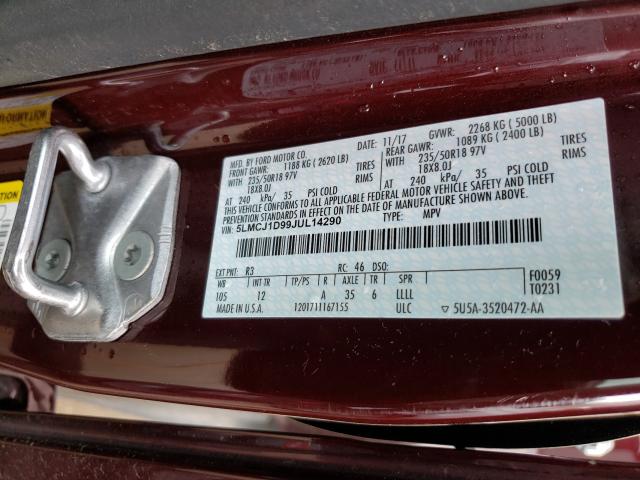 MFD. BY FORD MOTOR CO. 11/17 GVWR: 2268 KG ( 5000 LB)
FRONT GAWR: 1188 KG ( 2620 LB) REAR GAWR: 1089 KG ( 2400 LB)
WITH 235/50R18 97V TIRES WITH 235/50R18 97V TIRES
18X8.0J RIMS 18X8.0J RIMS
AT 240 kPa/ 35 PSI COLD AT 240 kPa/ 35 PSI COLD
THIS VEHICLE CONFORMS TO ALL APPLICABLE FEDERAL MOTOR VEHICLE SAFETY AND THEFT
PREVENTION STANDARDS IN EFFECT ON THE DATE OF MANUFACTURE SHOWN ABOVE.
VIN: 5LMCJ1D99JUL14290 TYPE: MPV
EXT PNT: R3 RC: 46 DSO: F0059
WB INT TR TP/PS R AXLE TR SPR T0231
105 12 A 35 6 LLLL
MADE IN U.S.A. 1201711167155 ULC ▽ 5U5A-3520472-AA